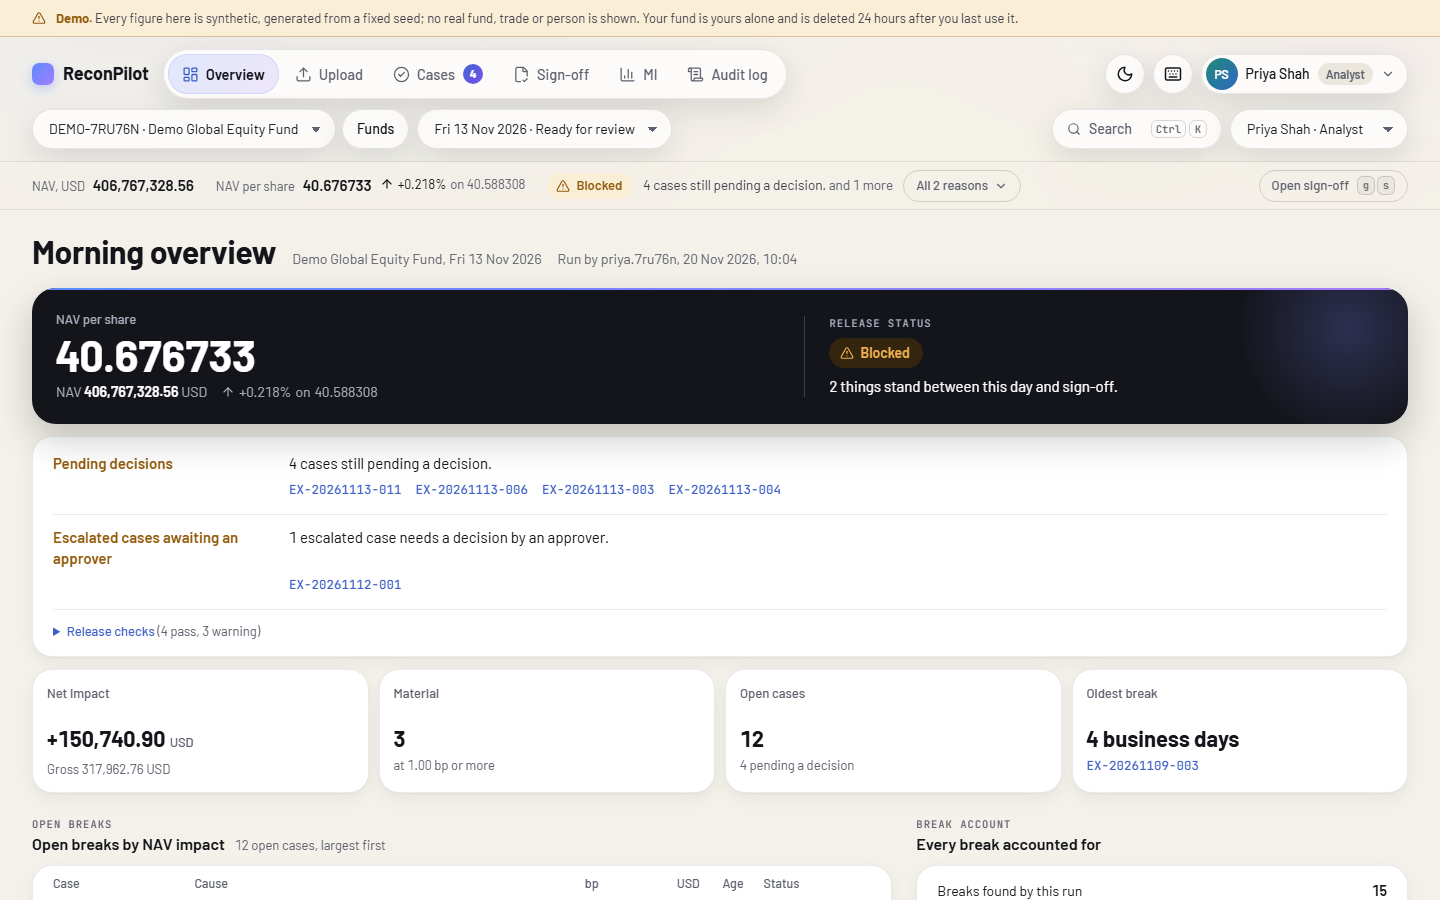 Demo. Every figure here is synthetic, generated from a fixed seed; no real fund, trade or person is shown. Your fund is yours alone and is deleted 24 hours after you last use it.
ReconPilot
Overview
Upload
Cases 4
Sign-off
MI
Audit log
PS Priya Shah Analyst
DEMO-7RU76N · Demo Global Equity Fund
Funds
Fri 13 Nov 2026 · Ready for review
Search Ctrl K
Priya Shah · Analyst
NAV, USD 406,767,328.56
NAV per share 40.676733 ↑ +0.218% on 40.588308
Blocked
4 cases still pending a decision. and 1 more
All 2 reasons
Open sign-off g s
Morning overview
Demo Global Equity Fund, Fri 13 Nov 2026
Run by priya.7ru76n, 20 Nov 2026, 10:04
NAV per share
40.676733
NAV 406,767,328.56 USD ↑ +0.218% on 40.588308
RELEASE STATUS
Blocked
2 things stand between this day and sign-off.
Pending decisions
4 cases still pending a decision.
EX-20261113-011 EX-20261113-006 EX-20261113-003 EX-20261113-004
Escalated cases awaiting an
approver
1 escalated case needs a decision by an approver.
EX-20261112-001
Release checks (4 pass, 3 warning)
Net impact
+150,740.90 USD
Gross 317,962.76 USD
Material
3
at 1.00 bp or more
Open cases
12
4 pending a decision
Oldest break
4 business days
EX-20261109-003
OPEN BREAKS
Open breaks by NAV impact 12 open cases, largest first
Case Cause bp USD Age Status
BREAK ACCOUNT
Every break accounted for
Breaks found by this run 15